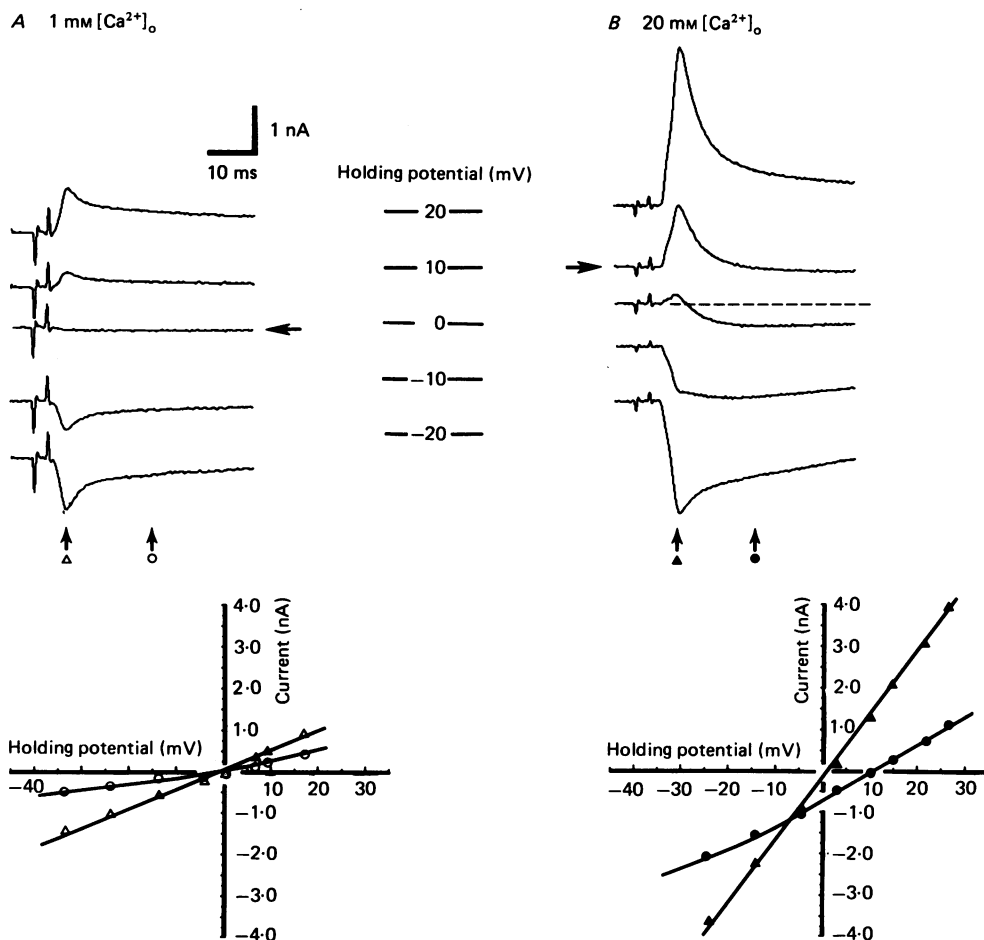 A 1 mM [Ca²⁺]ₒ
B 20 mM [Ca²⁺]ₒ
1 nA
10 ms
Holding potential (mV)
20
10
0
−10
−20
4·0
3·0
2·0
1·0
Current (nA)
Holding potential (mV)
−40 −30 −20 −10 10 20 30
−1·0
−2·0
−3·0
−4·0
4·0
3·0
2·0
1·0
Current (nA)
Holding potential (mV)
−40 −30 −20 −10 10 20 30
−1·0
−2·0
−3·0
−4·0